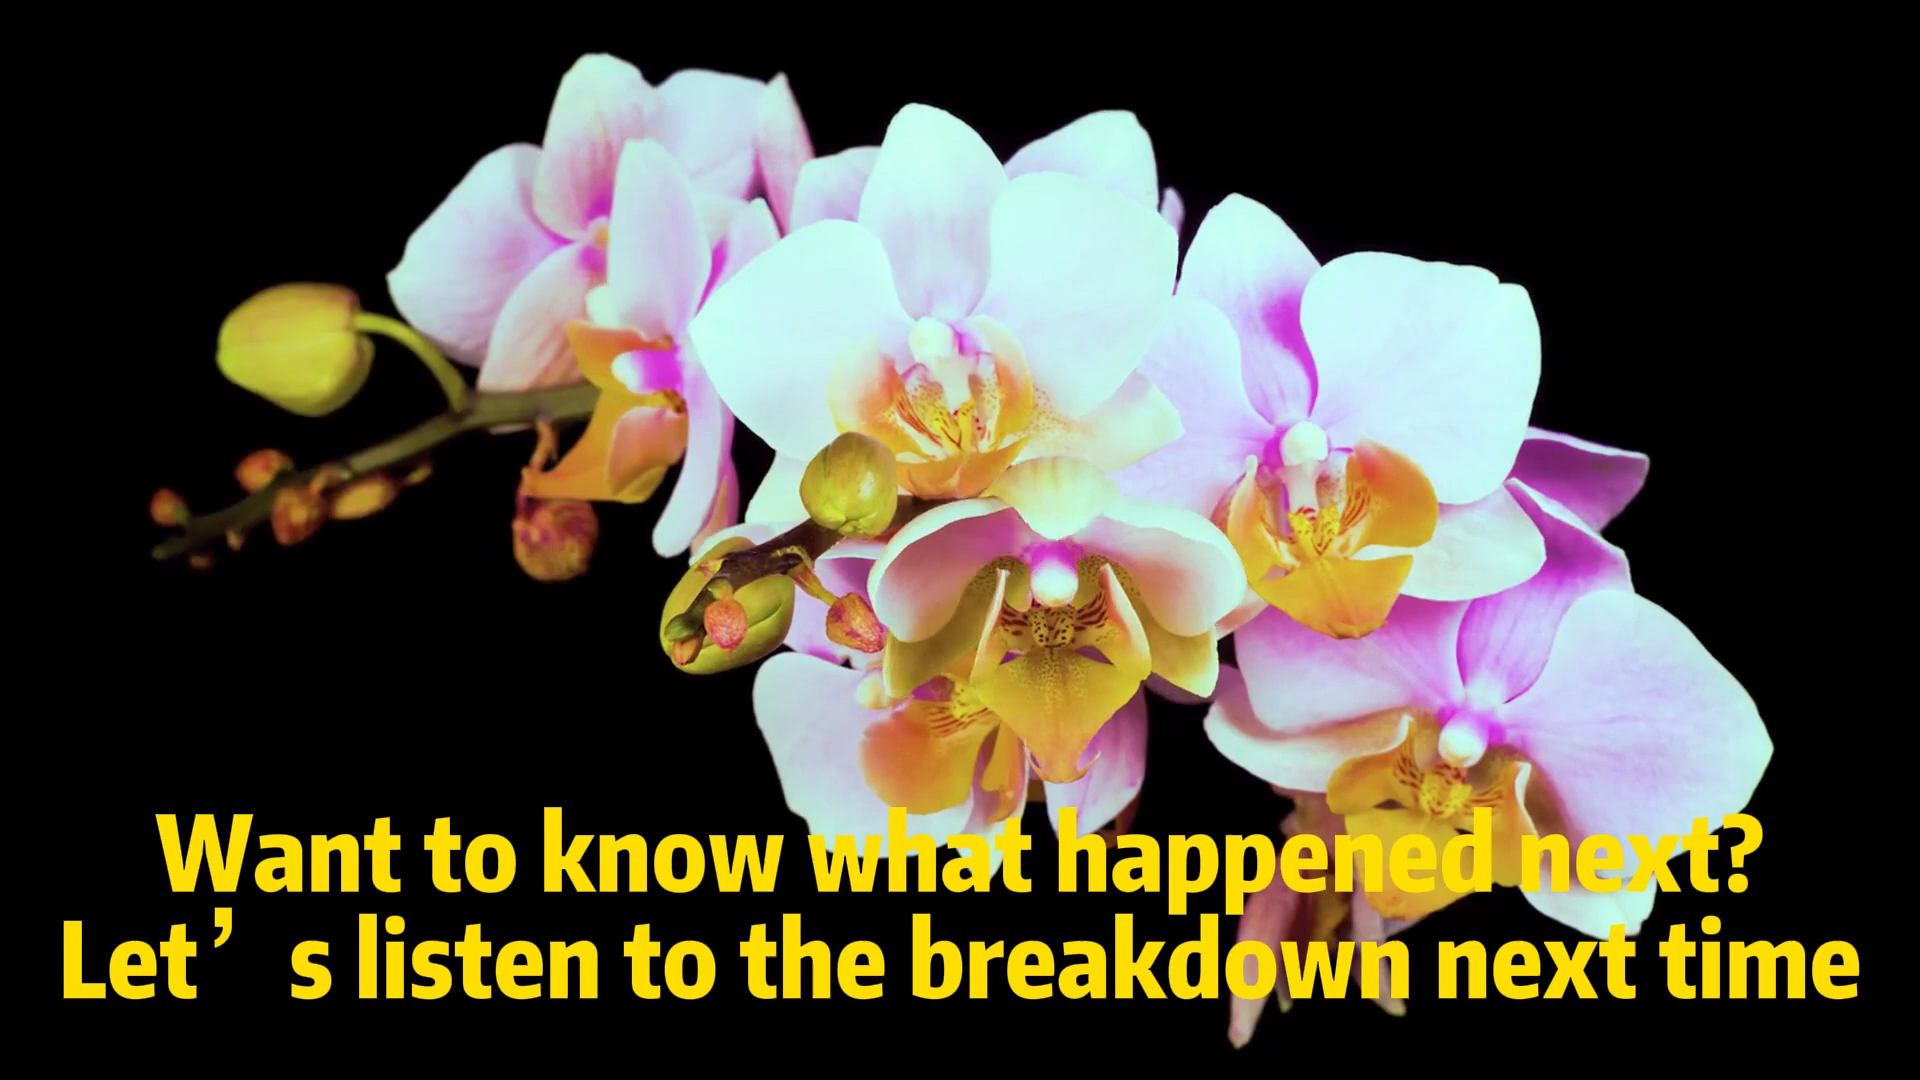 Want to know what happened next?
Let’s listen to the breakdown next time